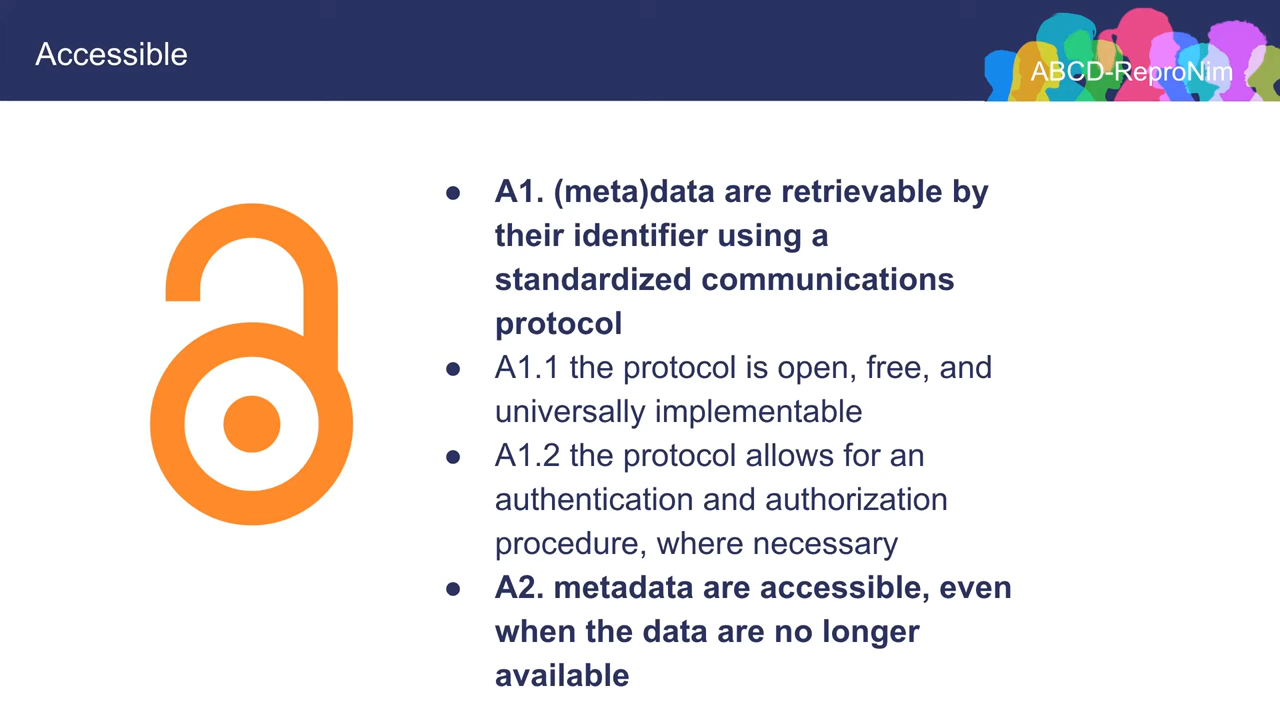 Accessible
ABCD-ReproNim
● A1. (meta)data are retrievable by
their identifier using a
standardized communications
protocol
● A1.1 the protocol is open, free, and
universally implementable
● A1.2 the protocol allows for an
authentication and authorization
procedure, where necessary
● A2. metadata are accessible, even
when the data are no longer
available